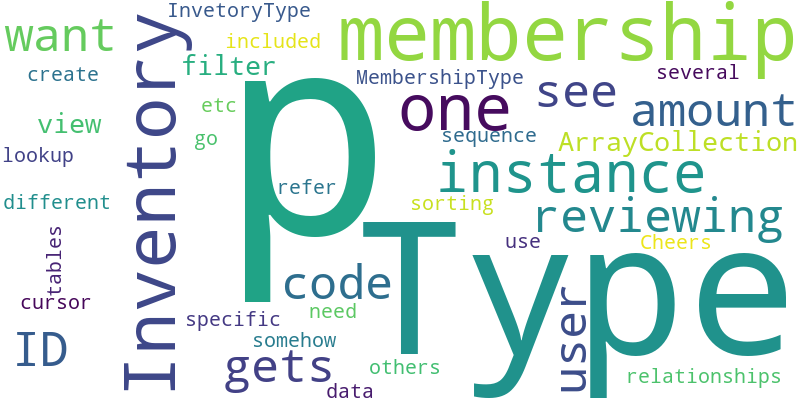 InvetoryType
want
membership
included
Inventory
filter
create
MembershipType
several
see
etc
one
amount
view
p
go
sequence
ArrayCollection
lookup
instance
refer
different
sorting
reviewing
Type
use
Cheers
tables
code
user
cursor
need
specific
ID
somehow
gets
others
relationships
data